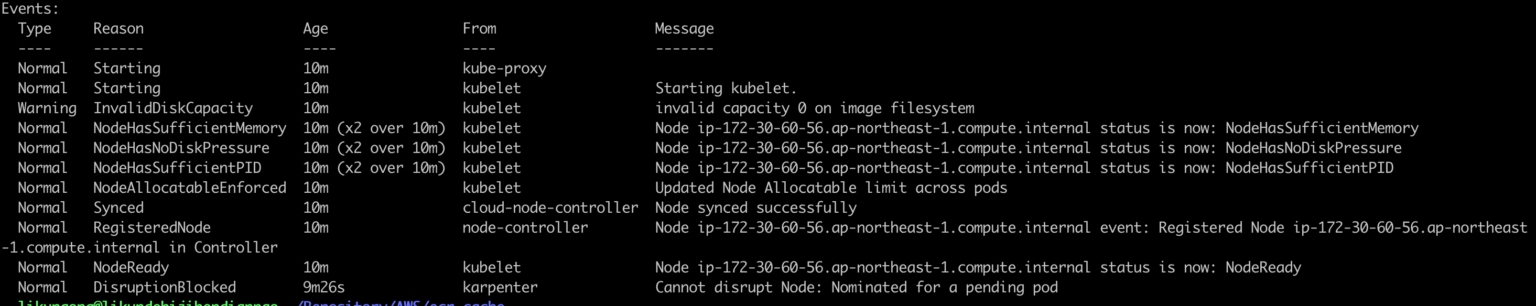 Events:
Type Reason Age From Message
---- ------ ---- ---- -------
Normal Starting 10m kube-proxy
Normal Starting 10m kubelet Starting kubelet.
Warning InvalidDiskCapacity 10m kubelet invalid capacity 0 on image filesystem
Normal NodeHasSufficientMemory 10m (x2 over 10m) kubelet Node ip-172-30-60-56.ap-northeast-1.compute.internal status is now: NodeHasSufficientMemory
Normal NodeHasNoDiskPressure 10m (x2 over 10m) kubelet Node ip-172-30-60-56.ap-northeast-1.compute.internal status is now: NodeHasNoDiskPressure
Normal NodeHasSufficientPID 10m (x2 over 10m) kubelet Node ip-172-30-60-56.ap-northeast-1.compute.internal status is now: NodeHasSufficientPID
Normal NodeAllocatableEnforced 10m kubelet Updated Node Allocatable limit across pods
Normal Synced 10m cloud-node-controller Node synced successfully
Normal RegisteredNode 10m node-controller Node ip-172-30-60-56.ap-northeast-1.compute.internal event: Registered Node ip-172-30-60-56.ap-northeast
-1.compute.internal in Controller
Normal NodeReady 10m kubelet Node ip-172-30-60-56.ap-northeast-1.compute.internal status is now: NodeReady
Normal DisruptionBlocked 9m26s karpenter Cannot disrupt Node: Nominated for a pending pod